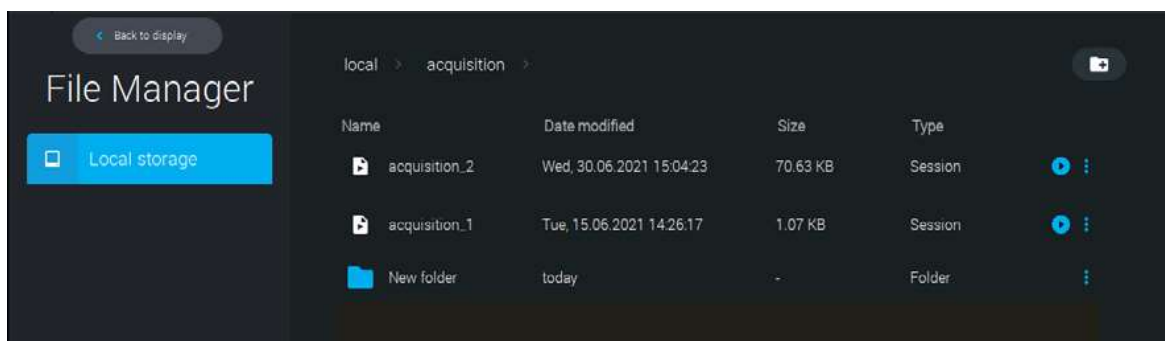 Back to display
File Manager
Local storage
local > acquisition >
Name Date modified Size Type
acquisition_2 Wed, 30.06.2021 15:04:23 70.63 KB Session
acquisition_1 Tue, 15.06.2021 14:26:17 1.07 KB Session
New folder today - Folder